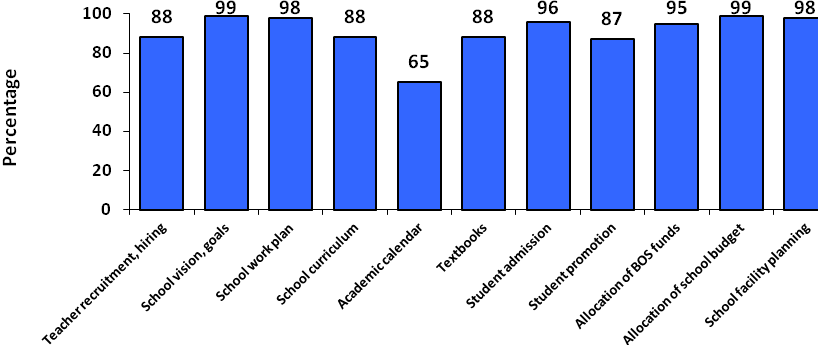 Percentage
100
80
60
40
20
0
88
99
98
88
65
88
96
87
95
99
98
Teacher recruitment, hiring
School vision, goals
School work plan
School curriculum
Academic calendar
Textbooks
Student admission
Student promotion
Allocation of BOS funds
Allocation of school budget
School facility planning